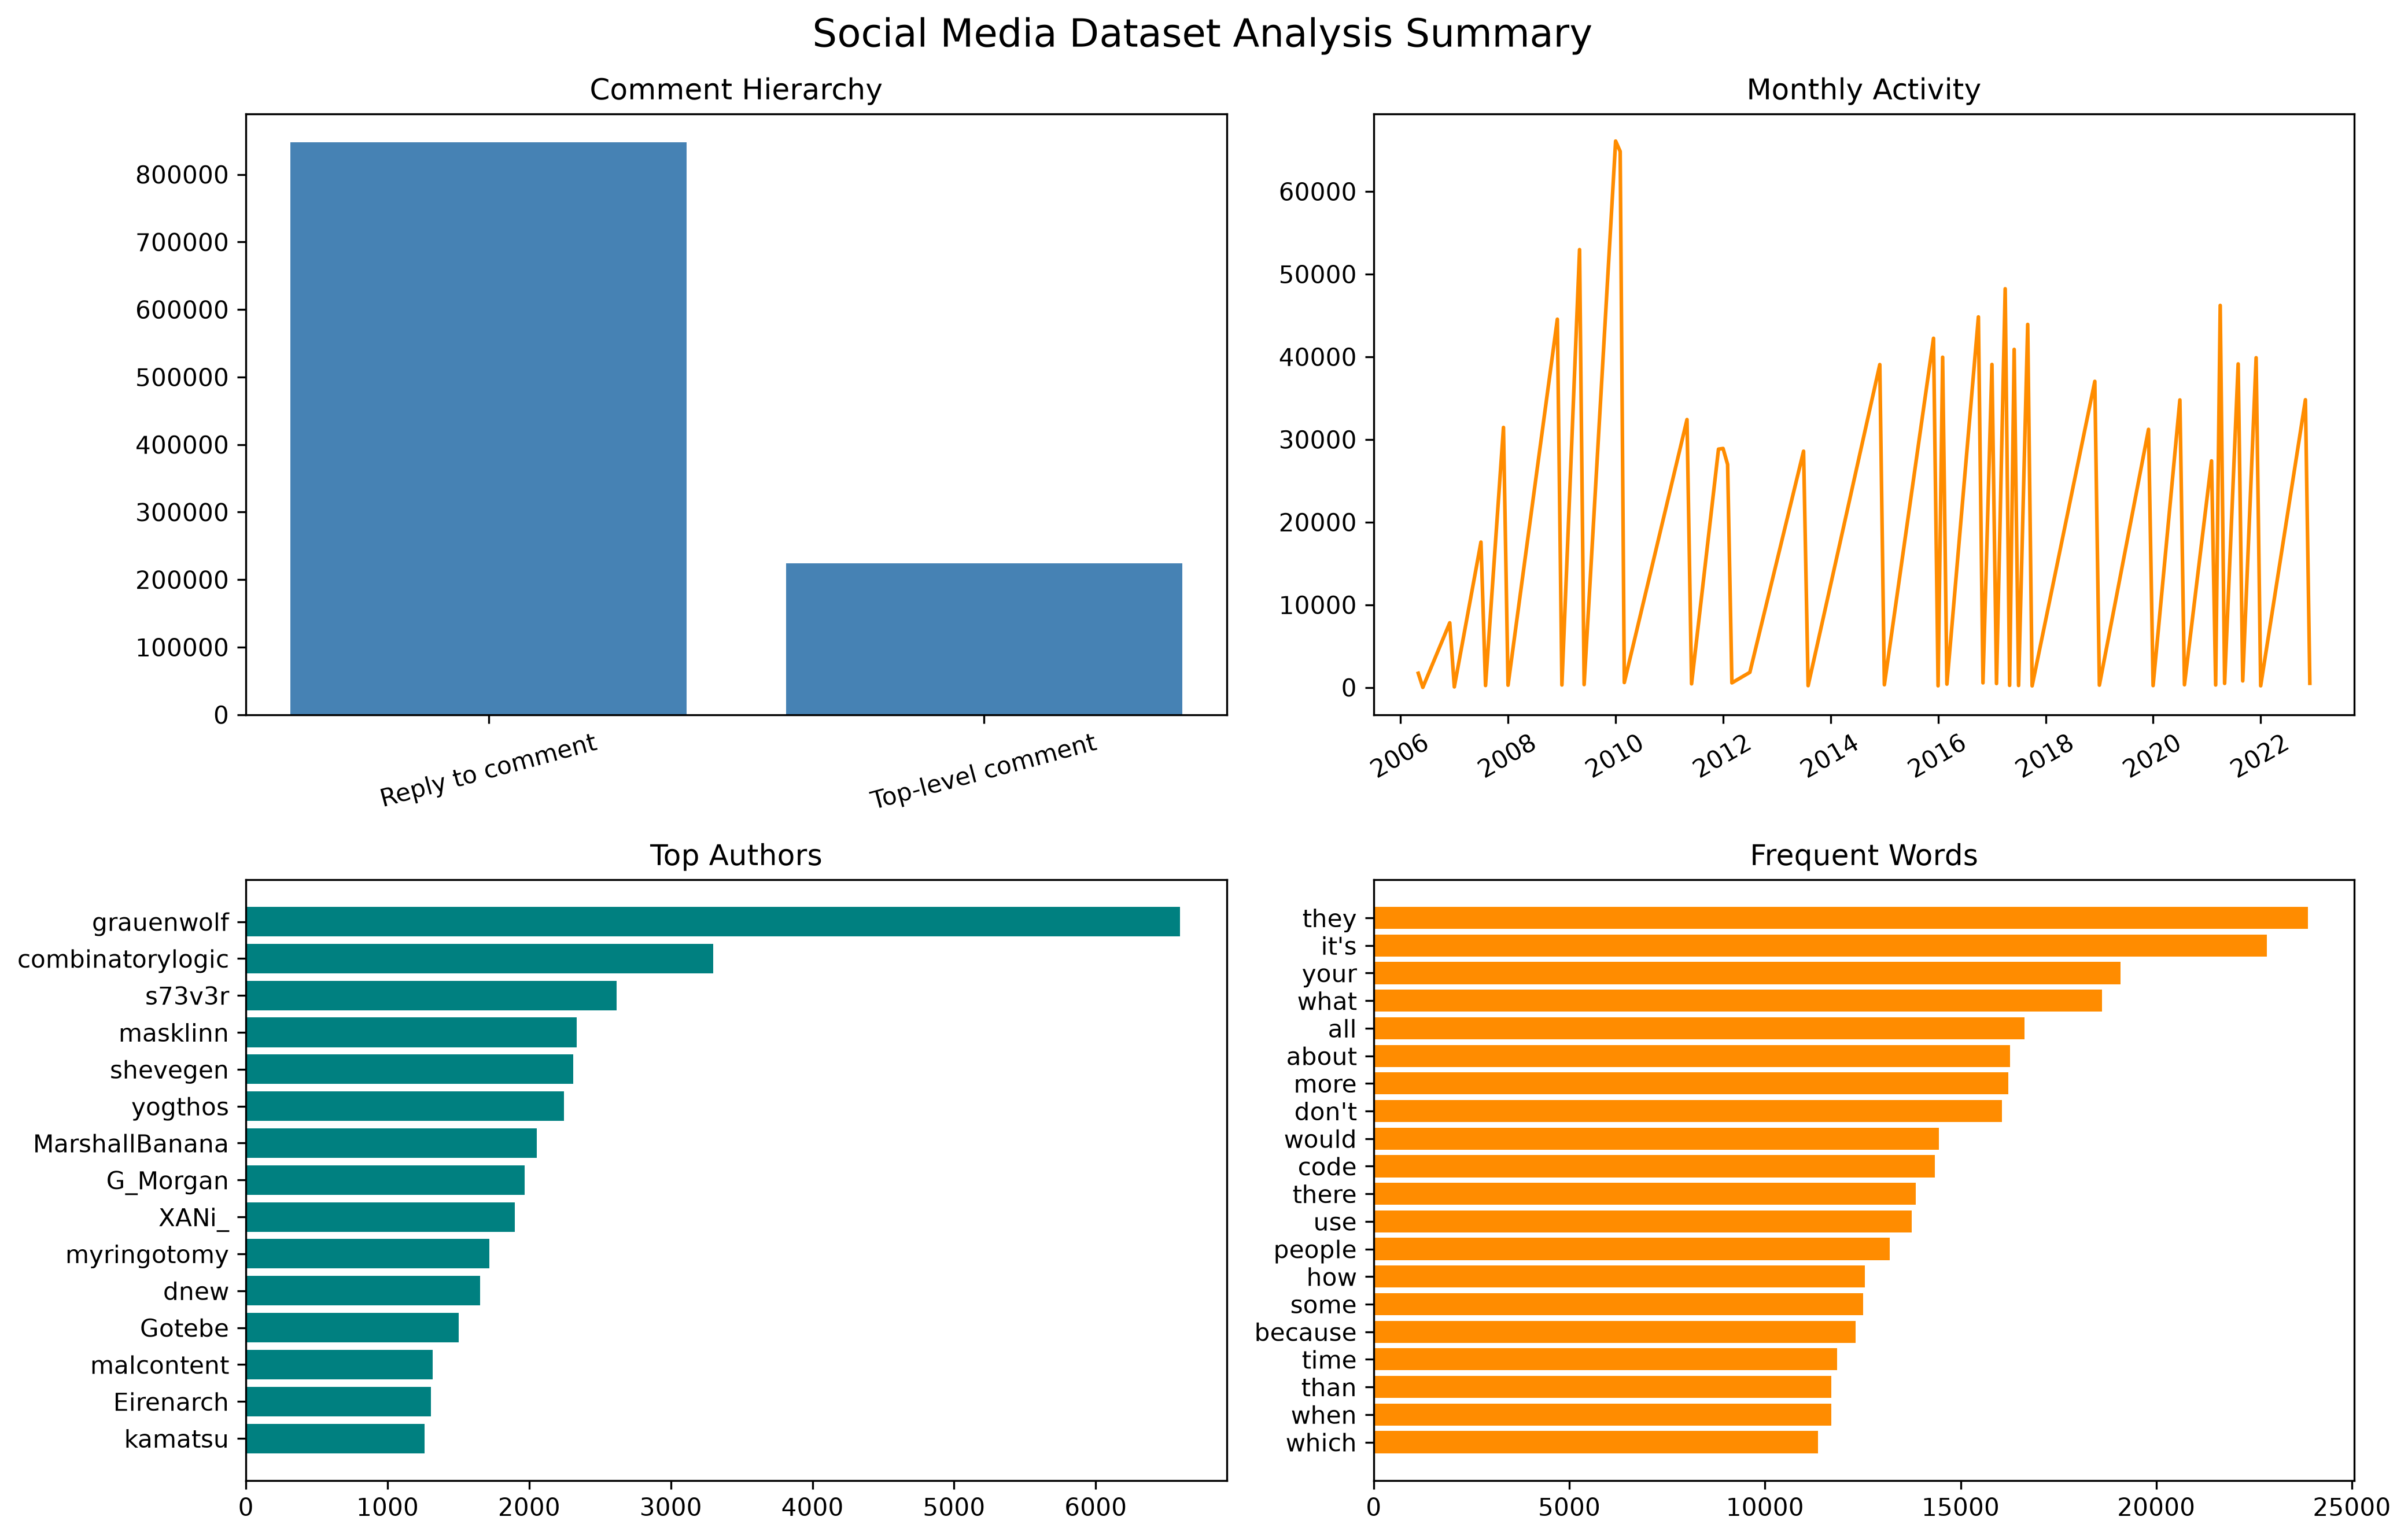 Social Media Dataset Analysis Summary
Comment Hierarchy
800000
700000
600000
500000
400000
300000
200000
100000
0
Reply to comment
Top-level comment
Monthly Activity
60000
50000
40000
30000
20000
10000
0
2006
2008
2010
2012
2014
2016
2018
2020
2022
Top Authors
grauenwolf
combinatorylogic
s73v3r
masklinn
shevegen
yogthos
MarshallBanana
G_Morgan
XANi_
myringotomy
dnew
Gotebe
malcontent
Eirenarch
kamatsu
0
1000
2000
3000
4000
5000
6000
Frequent Words
they
it's
your
what
all
about
more
don't
would
code
there
use
people
how
some
because
time
than
when
which
0
5000
10000
15000
20000
25000